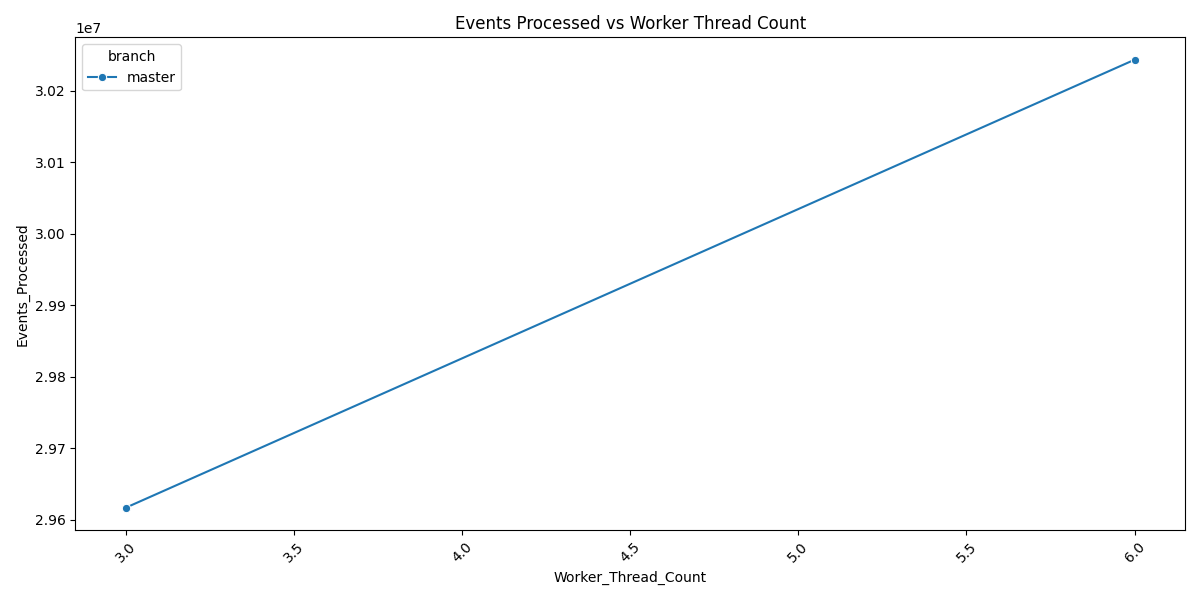 Events Processed vs Worker Thread Count
1e7
branch
master
3.02
3.01
3.00
2.99
2.98
2.97
2.96
Events_Processed
3.0
3.5
4.0
4.5
5.0
5.5
6.0
Worker_Thread_Count